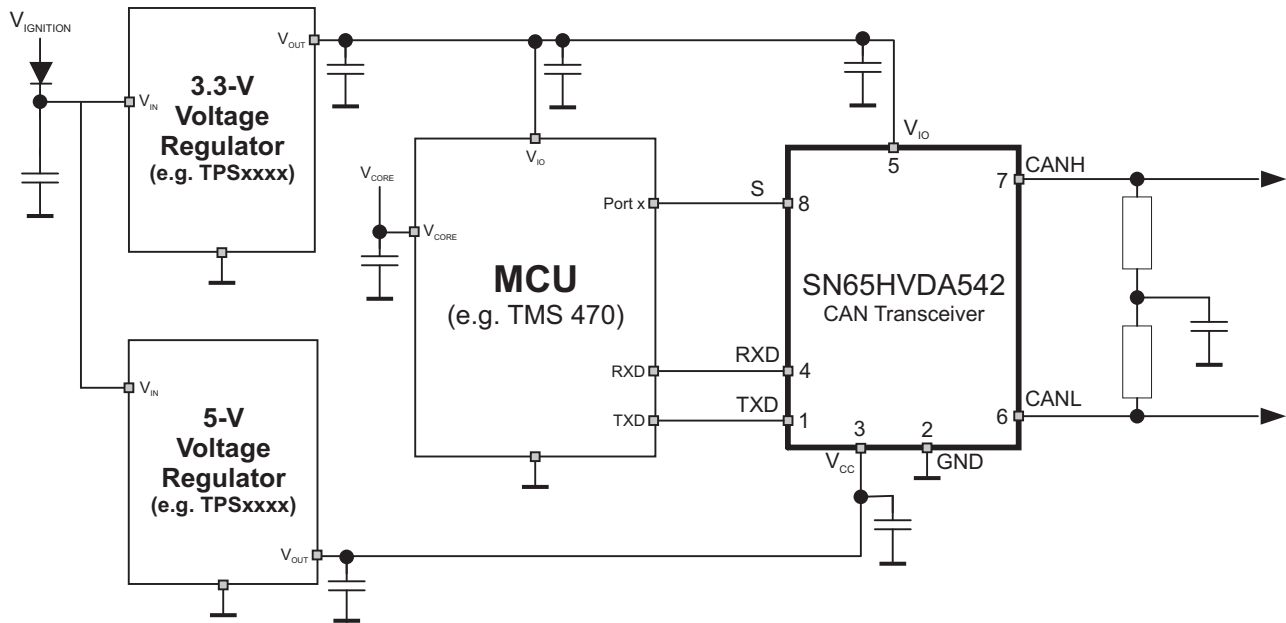 VIGNITION
VOUT
3.3-V
Voltage
Regulator
(e.g. TPSxxxx)
VIN
VIO
VCORE
VCORE
Port x
MCU
(e.g. TMS 470)
RXD
TXD
S
RXD
TXD
VIO
5
8
7
CANH
SN65HVDA542
CAN Transceiver
4
1
3
2
6
CANL
VCC
GND
VIN
5-V
Voltage
Regulator
(e.g. TPSxxxx)
VOUT